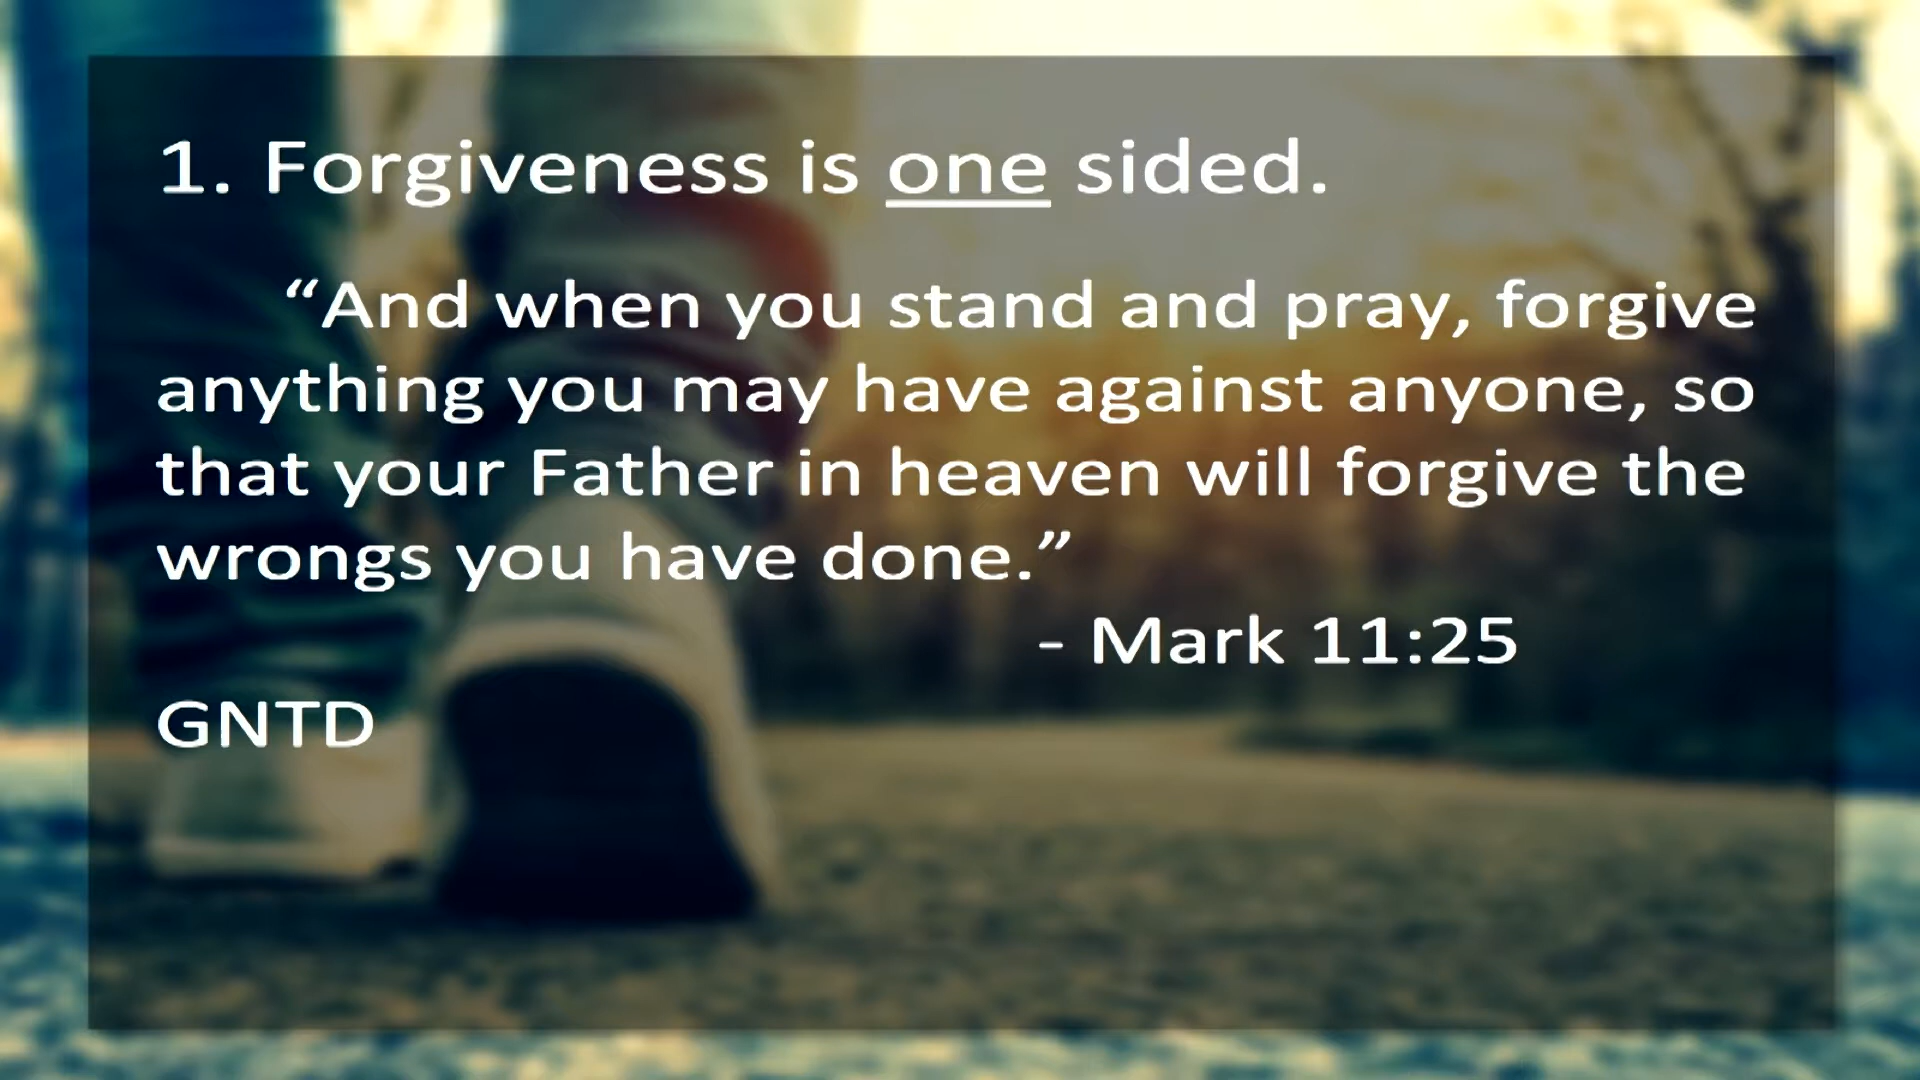 1. Forgiveness is one sided.
“And when you stand and pray, forgive
anything you may have against anyone, so
that your Father in heaven will forgive the
wrongs you have done.”
- Mark 11:25
GNTD